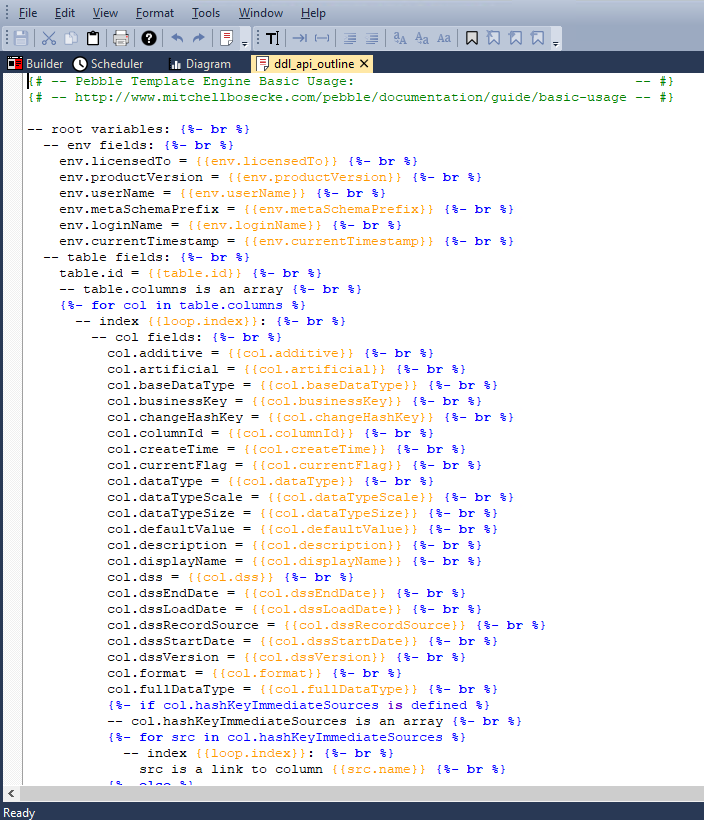 File Edit View Format Tools Window Help
Builder Scheduler Diagram ddl_api_outline
{# -- Pebble Template Engine Basic Usage: -- #}
{# -- http://www.mitchellbosecke.com/pebble/documentation/guide/basic-usage -- #}
-- root variables: {%- br %}
-- env fields: {%- br %}
env.licensedTo = {{env.licensedTo}} {%- br %}
env.productVersion = {{env.productVersion}} {%- br %}
env.userName = {{env.userName}} {%- br %}
env.metaSchemaPrefix = {{env.metaSchemaPrefix}} {%- br %}
env.loginName = {{env.loginName}} {%- br %}
env.currentTimestamp = {{env.currentTimestamp}} {%- br %}
-- table fields: {%- br %}
table.id = {{table.id}} {%- br %}
-- table.columns is an array {%- br %}
{%- for col in table.columns %}
-- index {{loop.index}}: {%- br %}
-- col fields: {%- br %}
col.additive = {{col.additive}} {%- br %}
col.artificial = {{col.artificial}} {%- br %}
col.baseDataType = {{col.baseDataType}} {%- br %}
col.businessKey = {{col.businessKey}} {%- br %}
col.changeHashKey = {{col.changeHashKey}} {%- br %}
col.columnId = {{col.columnId}} {%- br %}
col.createTime = {{col.createTime}} {%- br %}
col.currentFlag = {{col.currentFlag}} {%- br %}
col.dataType = {{col.dataType}} {%- br %}
col.dataTypeScale = {{col.dataTypeScale}} {%- br %}
col.dataTypeSize = {{col.dataTypeSize}} {%- br %}
col.defaultValue = {{col.defaultValue}} {%- br %}
col.description = {{col.description}} {%- br %}
col.displayName = {{col.displayName}} {%- br %}
col.dss = {{col.dss}} {%- br %}
col.dssEndDate = {{col.dssEndDate}} {%- br %}
col.dssLoadDate = {{col.dssLoadDate}} {%- br %}
col.dssRecordSource = {{col.dssRecordSource}} {%- br %}
col.dssStartDate = {{col.dssStartDate}} {%- br %}
col.dssVersion = {{col.dssVersion}} {%- br %}
col.format = {{col.format}} {%- br %}
col.fullDataType = {{col.fullDataType}} {%- br %}
{%- if col.hashKeyImmediateSources is defined %}
-- col.hashKeyImmediateSources is an array {%- br %}
{%- for src in col.hashKeyImmediateSources %}
-- index {{loop.index}}: {%- br %}
src is a link to column {{src.name}} {%- br %}
{%- else %}
Ready